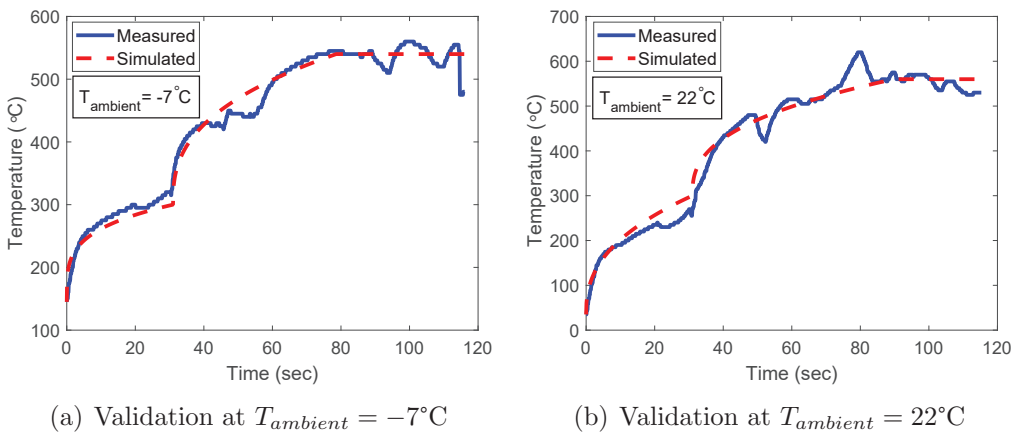 600
500
400
300
200
100
0
20
40
60
80
100
120
Temperature ( °C)
Time (sec)
Measured
Simulated
T_ambient = -7°C
(a) Validation at T_ambient = −7°C
700
600
500
400
300
200
100
0
0
20
40
60
80
100
120
Temperature (°C)
Time (sec)
Measured
Simulated
T_ambient = 22°C
(b) Validation at T_ambient = 22°C